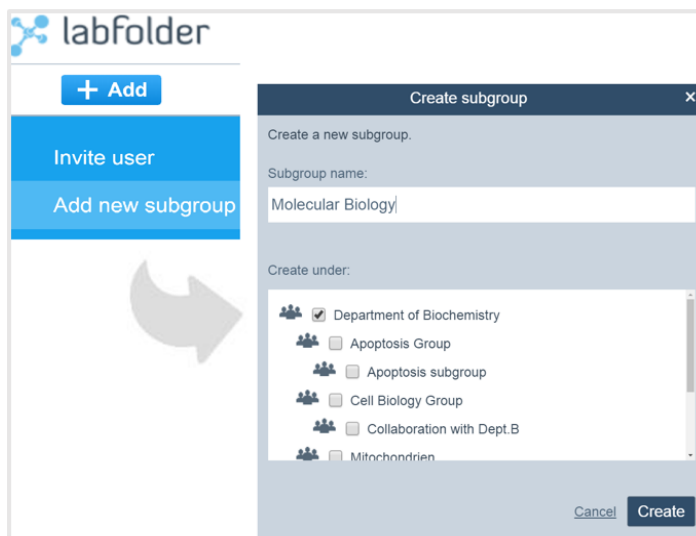 labfolder
+ Add
Invite user
Add new subgroup
Create subgroup
×
Create a new subgroup.
Subgroup name:
Molecular Biology
Create under:
Department of Biochemistry
Apoptosis Group
Apoptosis subgroup
Cell Biology Group
Collaboration with Dept.B
Mitochondrien
Cancel Create